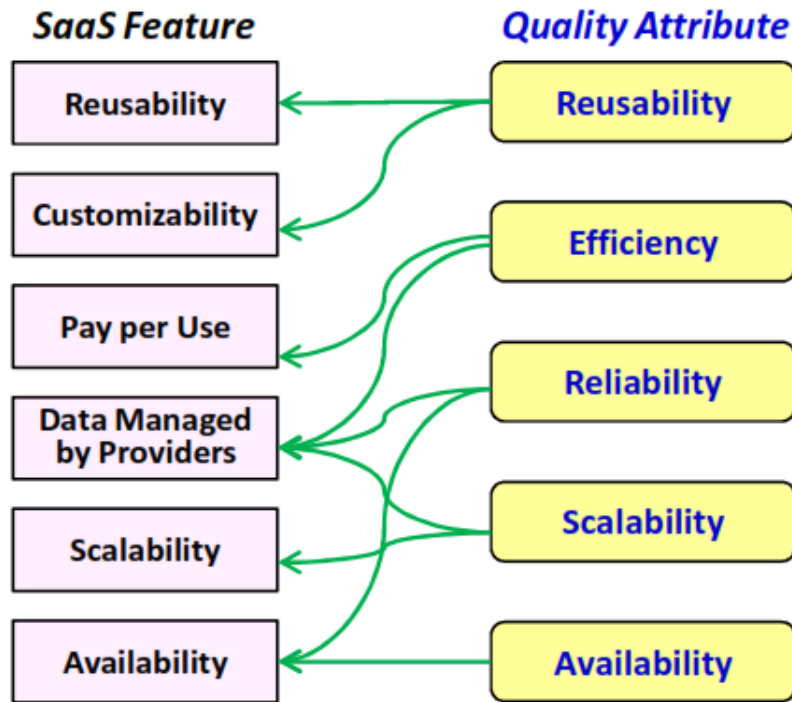 SaaS Feature
Quality Attribute
Reusability
Reusability
Customizability
Efficiency
Pay per Use
Reliability
Data Managed
by Providers
Scalability
Scalability
Availability
Availability